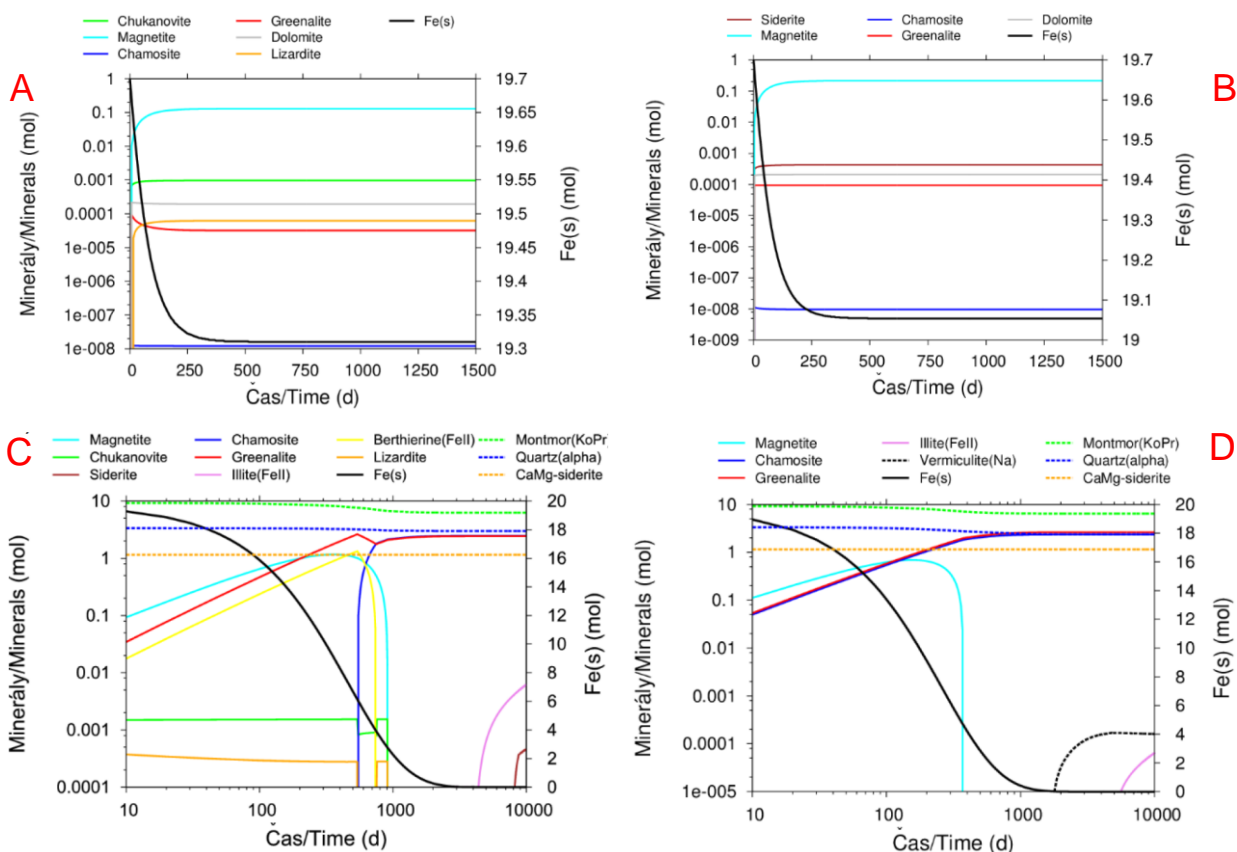 A
Chukanovite Greenalite Fe(s)
Magnetite Dolomite
Chamosite Lizardite
Minerály/Minerals (mol)
1
0.1
0.01
0.001
0.0001
1e-005
1e-006
1e-007
1e-008
19.7
19.65
19.6
19.55
19.5
19.45
19.4
19.35
19.3
Fe(s) (mol)
0 250 500 750 1000 1250 1500
Čas/Time (d)
B
Siderite Chamosite Dolomite
Magnetite Greenalite Fe(s)
Minerály/Minerals (mol)
1
0.1
0.01
0.001
0.0001
1e-005
1e-006
1e-007
1e-008
1e-009
19.7
19.6
19.5
19.4
19.3
19.2
19.1
19
Fe(s) (mol)
0 250 500 750 1000 1250 1500
Čas/Time (d)
C
Magnetite Chamosite Berthierine(FeII) Montmor(KoPr)
Chukanovite Greenalite Lizardite Quartz(alpha)
Siderite Illite(FeII) Fe(s) CaMg-siderite
Minerály/Minerals (mol)
10
1
0.1
0.01
0.001
0.0001
20
18
16
14
12
10
8
6
4
2
0
Fe(s) (mol)
10 100 1000 10000
Čas/Time (d)
D
Magnetite Illite(FeII) Montmor(KoPr)
Chamosite Vermiculite(Na) Quartz(alpha)
Greenalite Fe(s) CaMg-siderite
Minerály/Minerals (mol)
10
1
0.1
0.01
0.001
0.0001
1e-005
20
18
16
14
12
10
8
6
4
2
0
Fe(s) (mol)
10 100 1000 10000
Čas/Time (d)